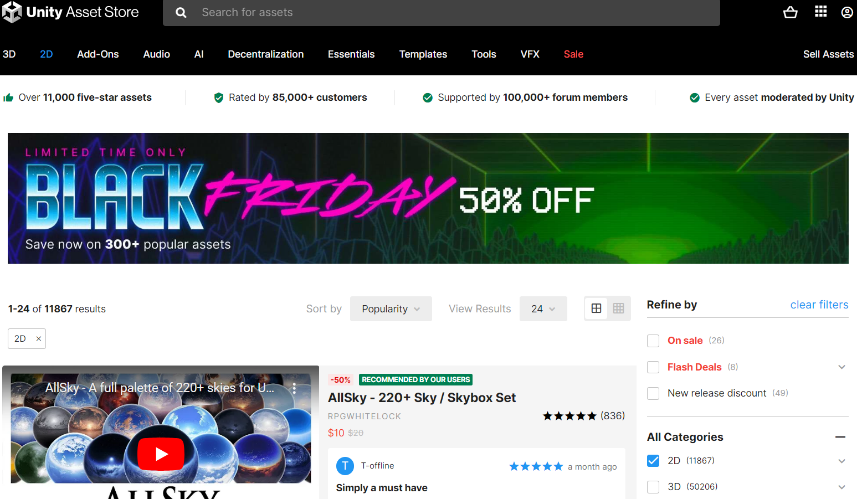 Unity Asset Store
Search for assets
3D 2D Add-Ons Audio AI Decentralization Essentials Templates Tools VFX Sale Sell Assets
Over 11,000 five-star assets
Rated by 85,000+ customers
Supported by 100,000+ forum members
Every asset moderated by Unity
LIMITED TIME ONLY
BLACK FRIDAY 50% OFF
Save now on 300+ popular assets
1-24 of 11867 results
Sort by Popularity
View Results 24
2D ×
AllSky - A full palette of 220+ skies for U...
ALLSKY
-50% RECOMMENDED BY OUR USERS
AllSky - 220+ Sky / Skybox Set
RPGWHITELOCK
★★★★★ (836)
$10 $20
T T-offline ★★★★★ a month ago
Simply a must have
Refine by clear filters
On sale (26)
Flash Deals (8)
New release discount (49)
All Categories
2D (11867)
3D (50206)